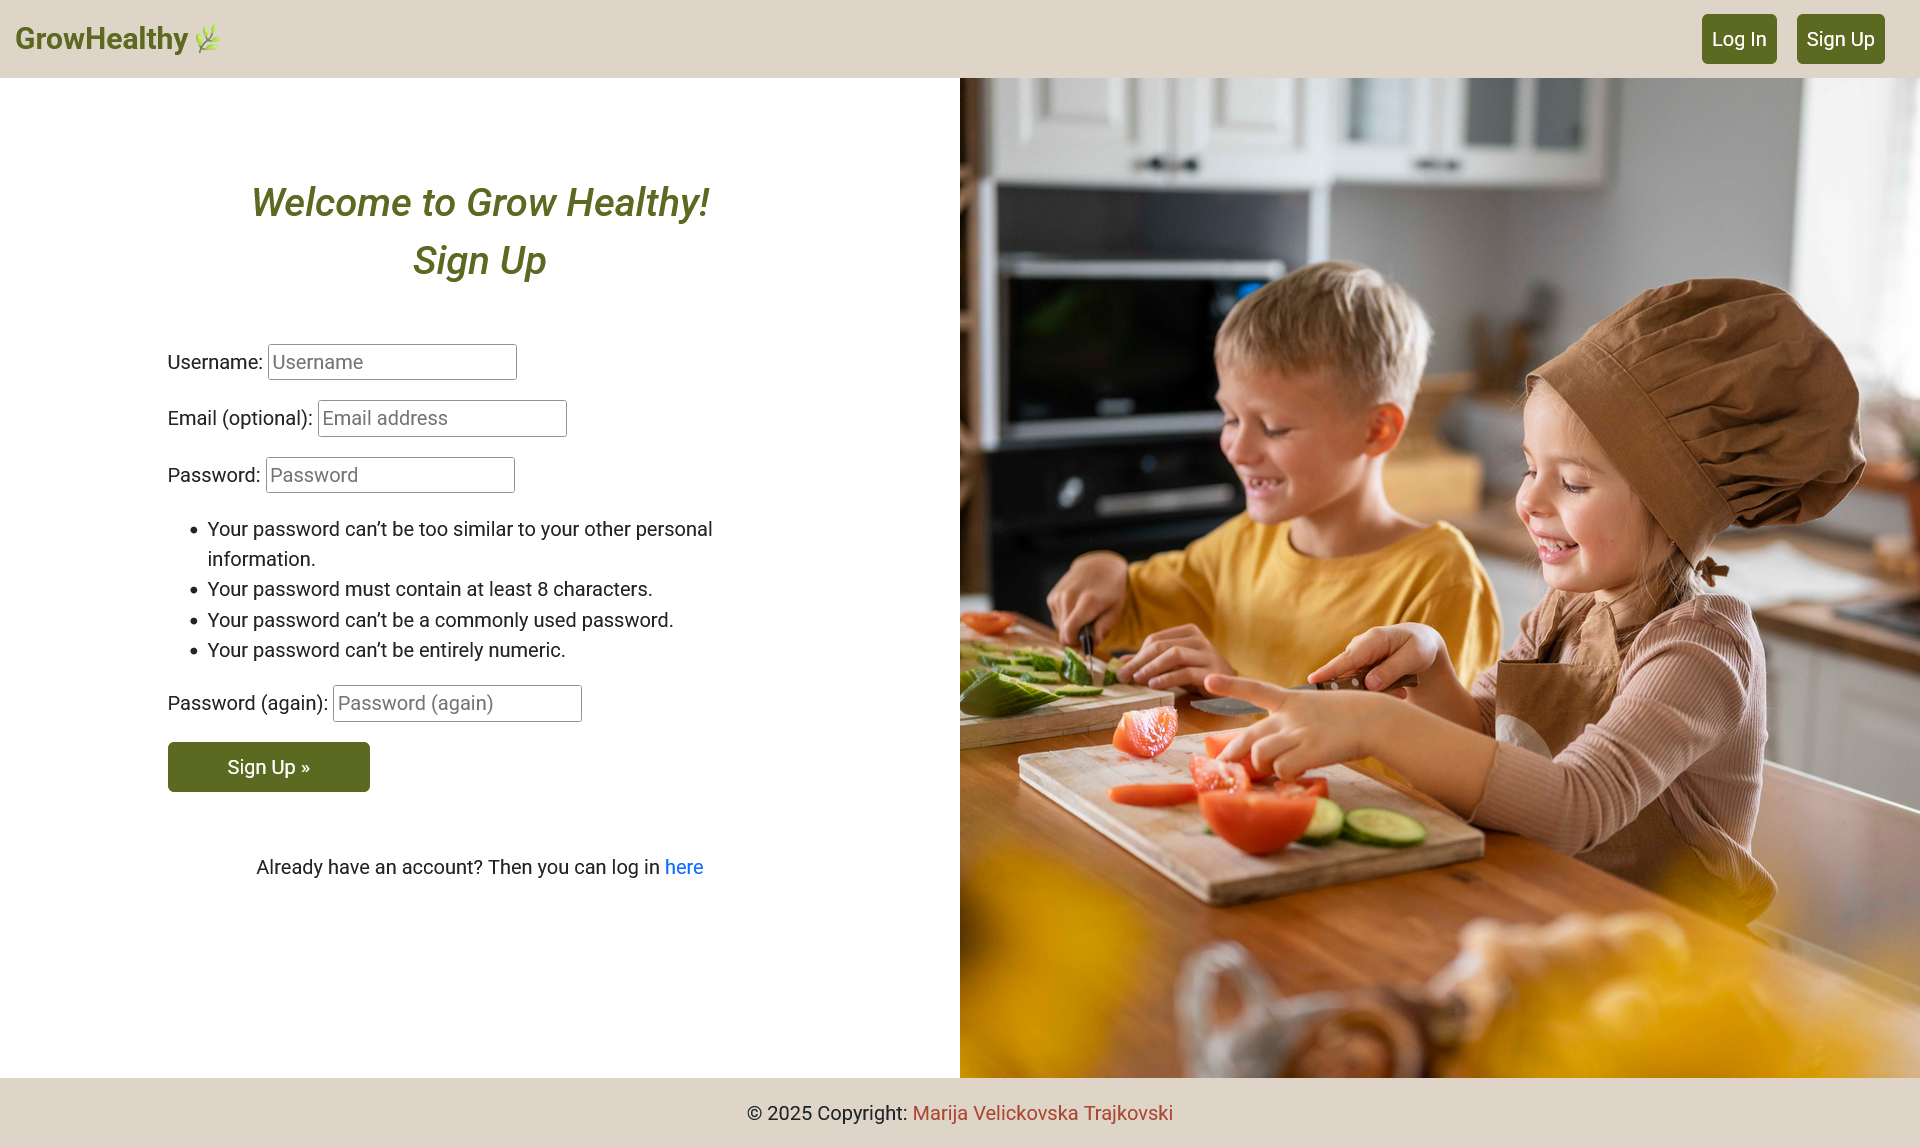 GrowHealthy
Log In
Sign Up
Welcome to Grow Healthy!
Sign Up
Username: Username
Email (optional): Email address
Password: Password
• Your password can’t be too similar to your other personal
information.
• Your password must contain at least 8 characters.
• Your password can’t be a commonly used password.
• Your password can’t be entirely numeric.
Password (again): Password (again)
Sign Up »
Already have an account? Then you can log in here
© 2025 Copyright: Marija Velickovska Trajkovski